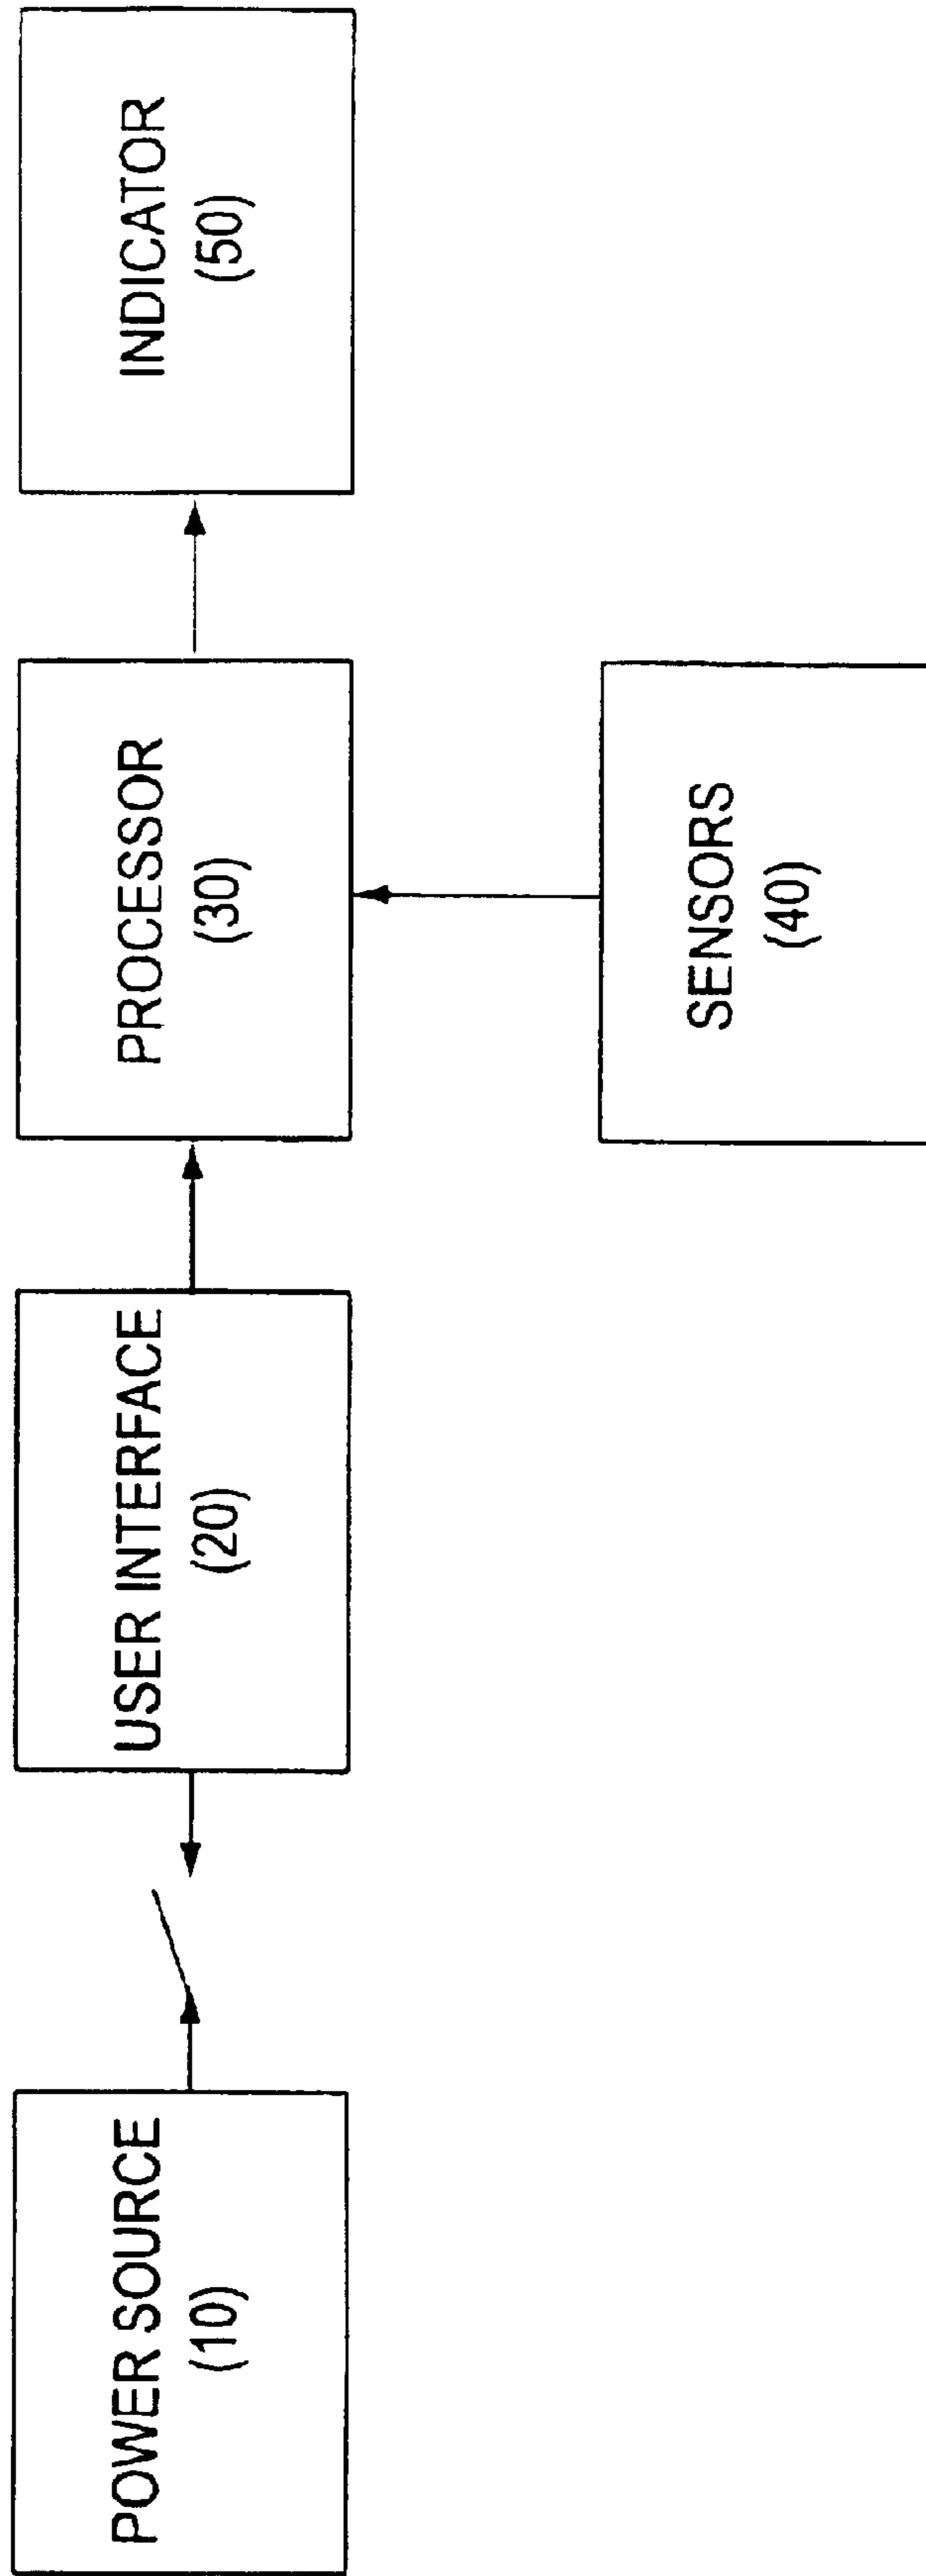 POWER SOURCE
(10)
USER INTERFACE
(20)
PROCESSOR
(30)
INDICATOR
(50)
SENSORS
(40)